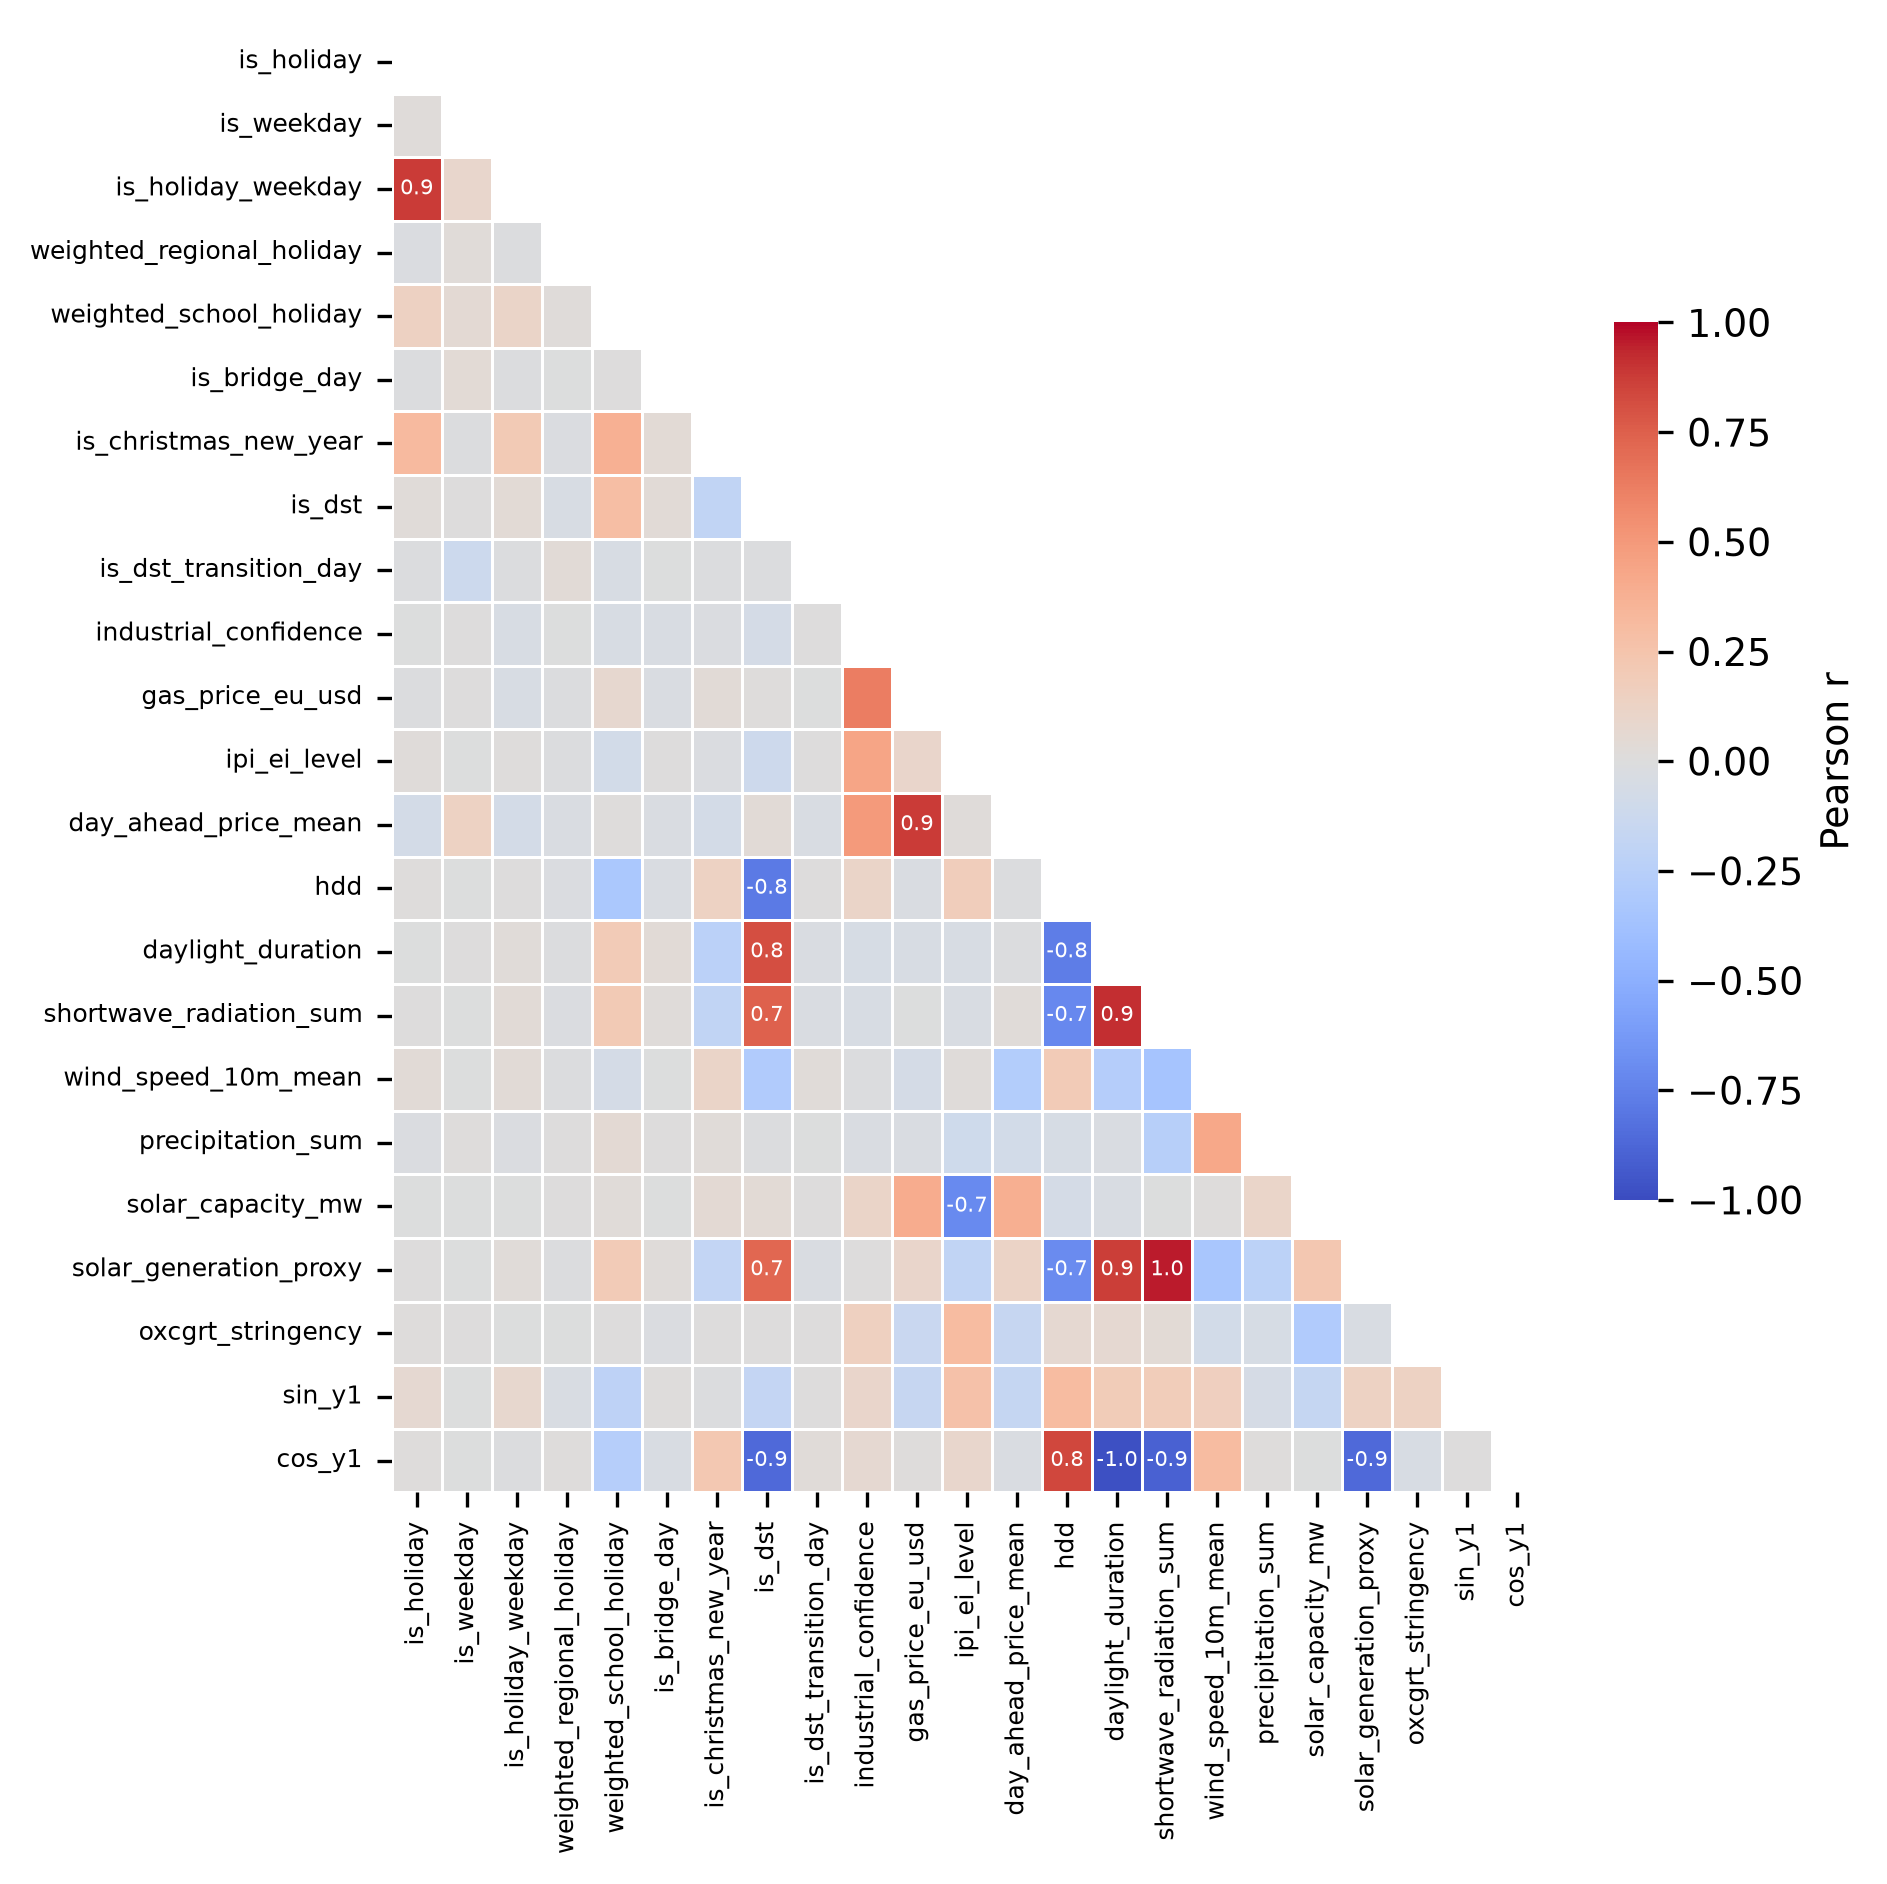 is_holiday
is_weekday
is_holiday_weekday 0.9
weighted_regional_holiday
weighted_school_holiday
is_bridge_day
is_christmas_new_year
is_dst
is_dst_transition_day
industrial_confidence
gas_price_eu_usd
ipi_ei_level
day_ahead_price_mean 0.9
hdd -0.8
daylight_duration 0.8 -0.8
shortwave_radiation_sum 0.7 -0.7 0.9
wind_speed_10m_mean
precipitation_sum
solar_capacity_mw -0.7
solar_generation_proxy 0.7 -0.7 0.9 1.0
oxcgrt_stringency
sin_y1
cos_y1 -0.9 0.8 -1.0 -0.9 -0.9
is_holiday
is_weekday
is_holiday_weekday
weighted_regional_holiday
weighted_school_holiday
is_bridge_day
is_christmas_new_year
is_dst
is_dst_transition_day
industrial_confidence
gas_price_eu_usd
ipi_ei_level
day_ahead_price_mean
hdd
daylight_duration
shortwave_radiation_sum
wind_speed_10m_mean
precipitation_sum
solar_capacity_mw
solar_generation_proxy
oxcgrt_stringency
sin_y1
cos_y1
1.00
0.75
0.50
0.25
0.00
−0.25
−0.50
−0.75
−1.00
Pearson r